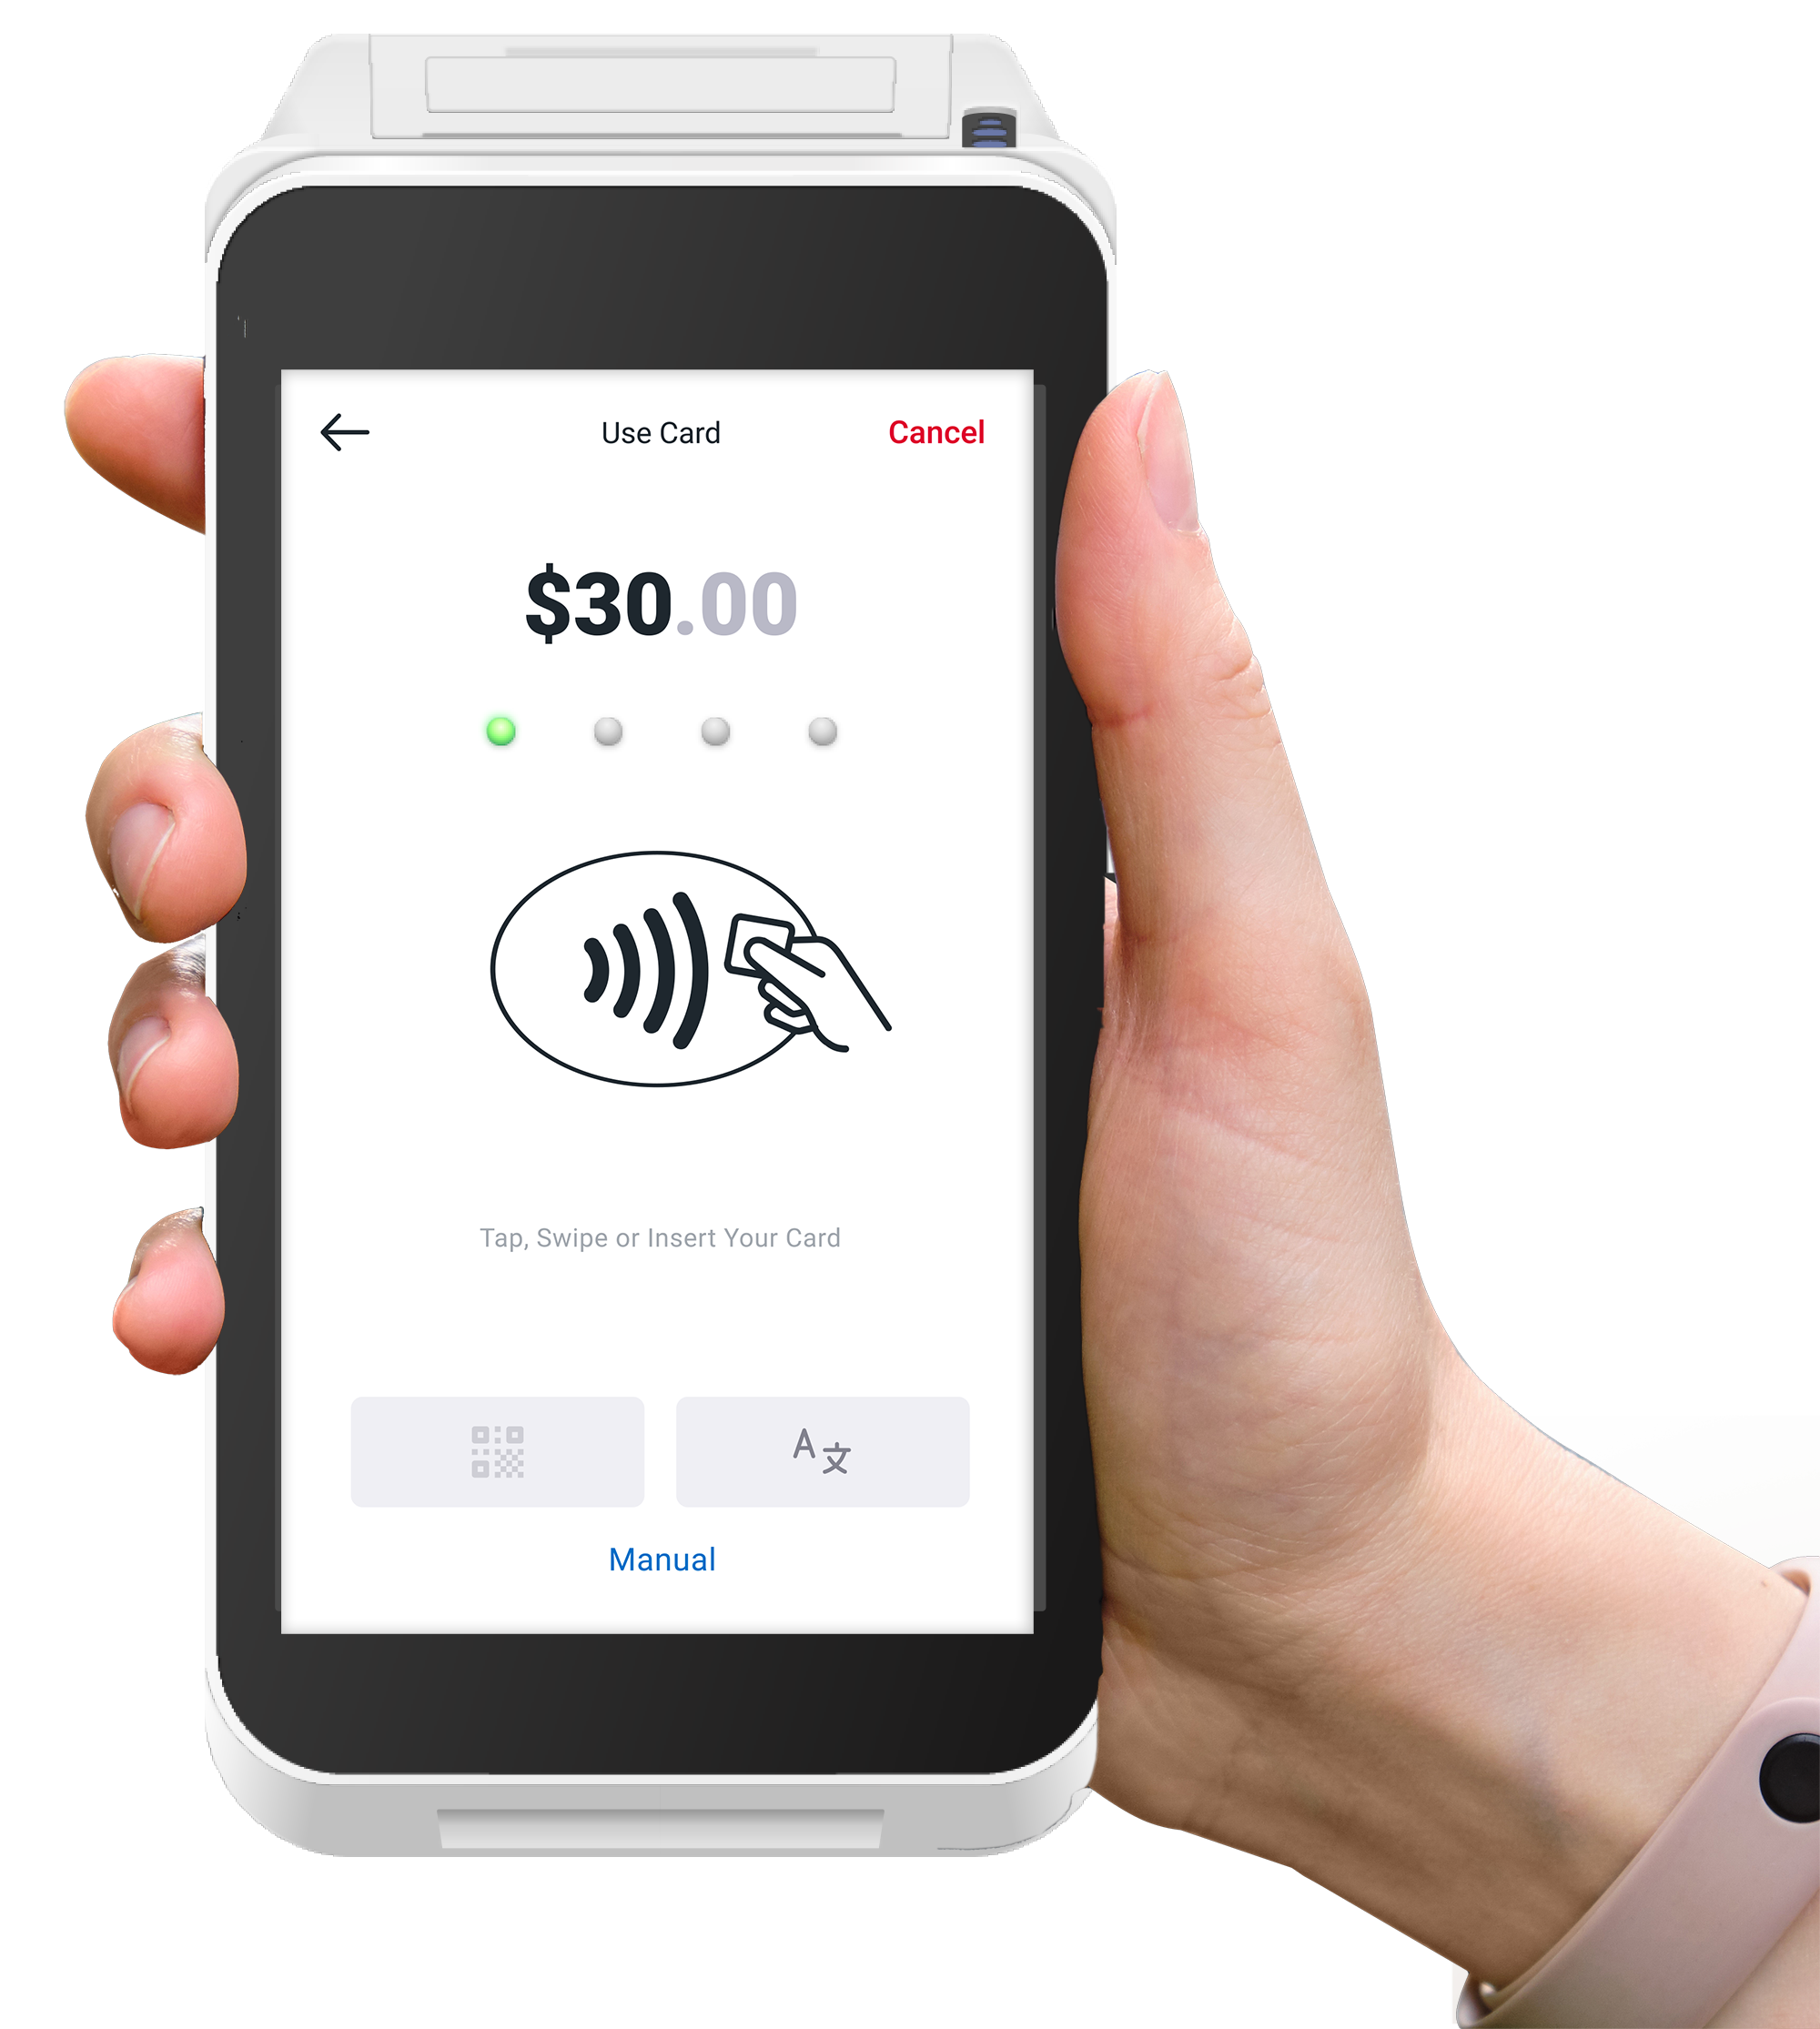 Use Card
Cancel
$30.00
Tap, Swipe or Insert Your Card
A文
Manual